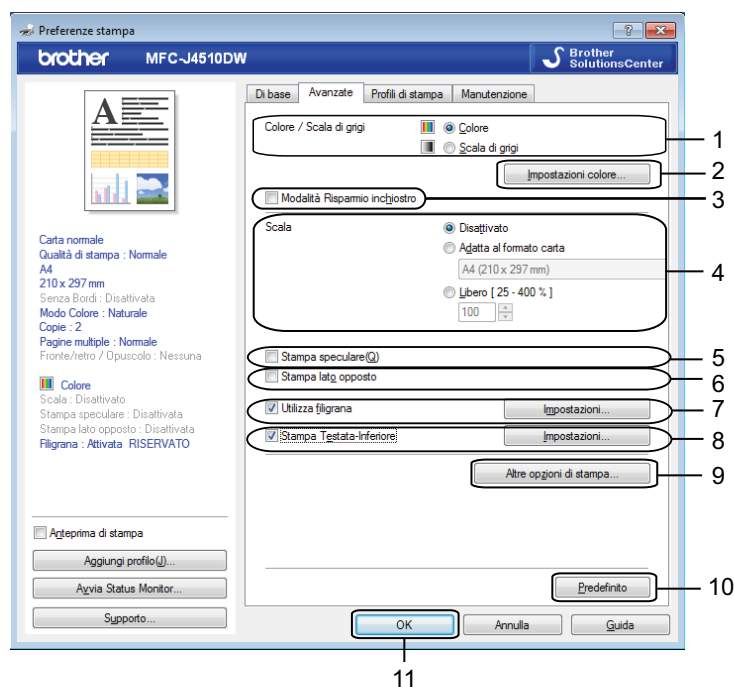 Preferenze stampa
brother MFC-J4510DW
Brother
SolutionsCenter
Di base Avanzate Profili di stampa Manutenzione
Colore / Scala di grigi
Colore
Scala di grigi
1
Impostazioni colore...
2
Modalità Risparmio inchiostro
3
Scala
Disattivato
Adatta al formato carta
A4 (210 x 297 mm)
Libero [ 25 - 400 % ]
100
4
Stampa speculare(Q)
5
Stampa lato opposto
6
Utilizza filigrana Impostazioni...
7
Stampa Testata-Inferiore Impostazioni...
8
Altre opzioni di stampa...
9
Predefinito
10
A
Carta normale
Qualità di stampa : Normale
A4
210 x 297 mm
Senza Bordi : Disattivata
Modo Colore : Naturale
Copie : 2
Pagine multiple : Normale
Fronte/retro / Opuscolo : Nessuna
Colore
Scala : Disattivato
Stampa speculare : Disattivata
Stampa lato opposto : Disattivata
Filigrana : Attivata RISERVATO
Anteprima di stampa
Aggiungi profilo(J)...
Avvia Status Monitor...
Supporto...
OK Annulla Guida
11